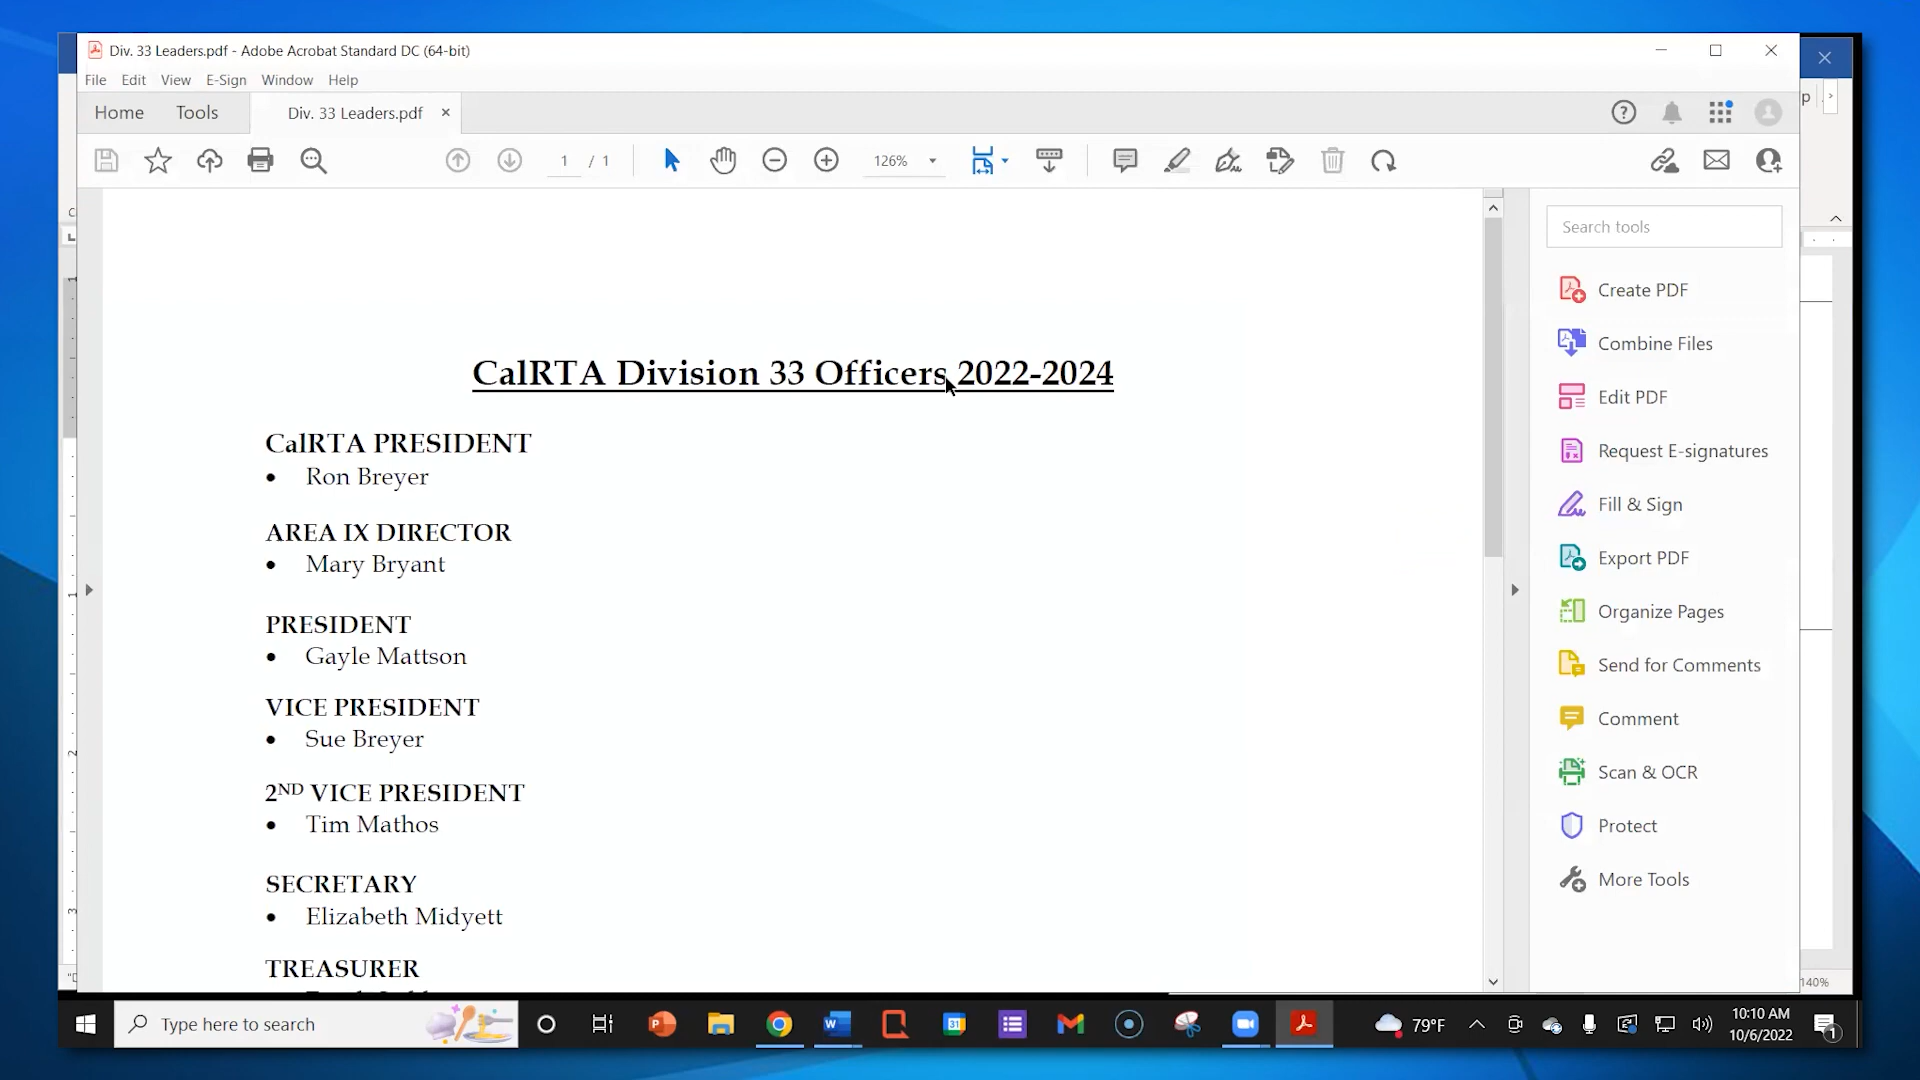 Div. 33 Leaders.pdf - Adobe Acrobat Standard DC (64-bit)
File Edit View E-Sign Window Help
Home Tools Div. 33 Leaders.pdf
1 / 1 126%
Search tools
Create PDF
Combine Files
Edit PDF
Request E-signatures
Fill & Sign
Export PDF
Organize Pages
Send for Comments
Comment
Scan & OCR
Protect
More Tools
CalRTA Division 33 Officers 2022-2024
CalRTA PRESIDENT
• Ron Breyer
AREA IX DIRECTOR
• Mary Bryant
PRESIDENT
• Gayle Mattson
VICE PRESIDENT
• Sue Breyer
2ND VICE PRESIDENT
• Tim Mathos
SECRETARY
• Elizabeth Midyett
TREASURER
140%
Type here to search
79°F
10:10 AM
10/6/2022